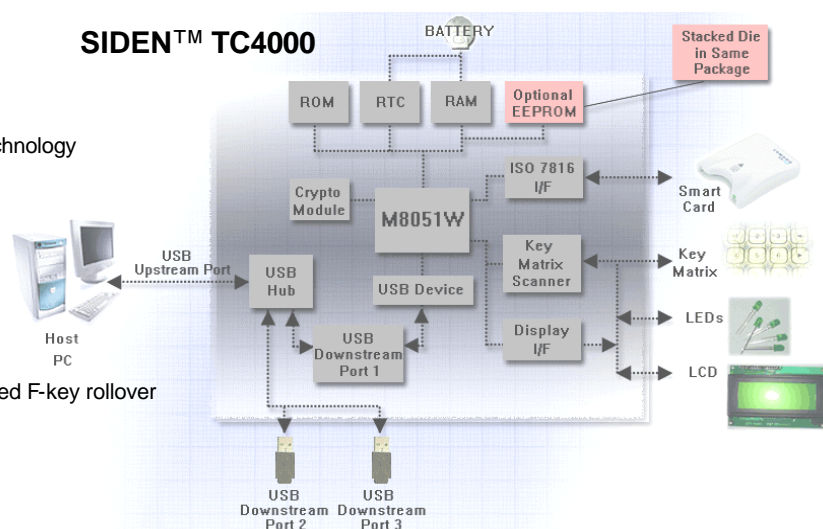 SIDEN™ TC4000
BATTERY
Stacked Die
in Same
Package
ROM
RTC
RAM
Optional
EEPROM
chnology
ISO 7816
I/F
Crypto
Module
M8051W
Smart
Card
USB
Upstream Port
USB
Hub
Key
Matrix
Scanner
Key
Matrix
USB Device
Host
PC
USB
Downstream
Port 1
Display
I/F
LEDs
LCD
ed F-key rollover
USB
Downstream
Port 2
USB
Downstream
Port 3